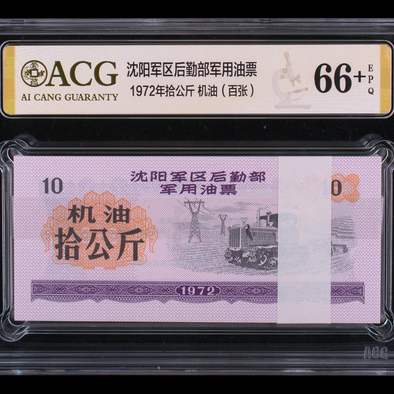 ACG
AI CANG GUARANTY
沈阳军区后勤部军用油票
1972年拾公斤 机油（百张）
66+
EPQ
沈阳军区后勤部
军用油票
10
0
机油
拾公斤
1972
ACG